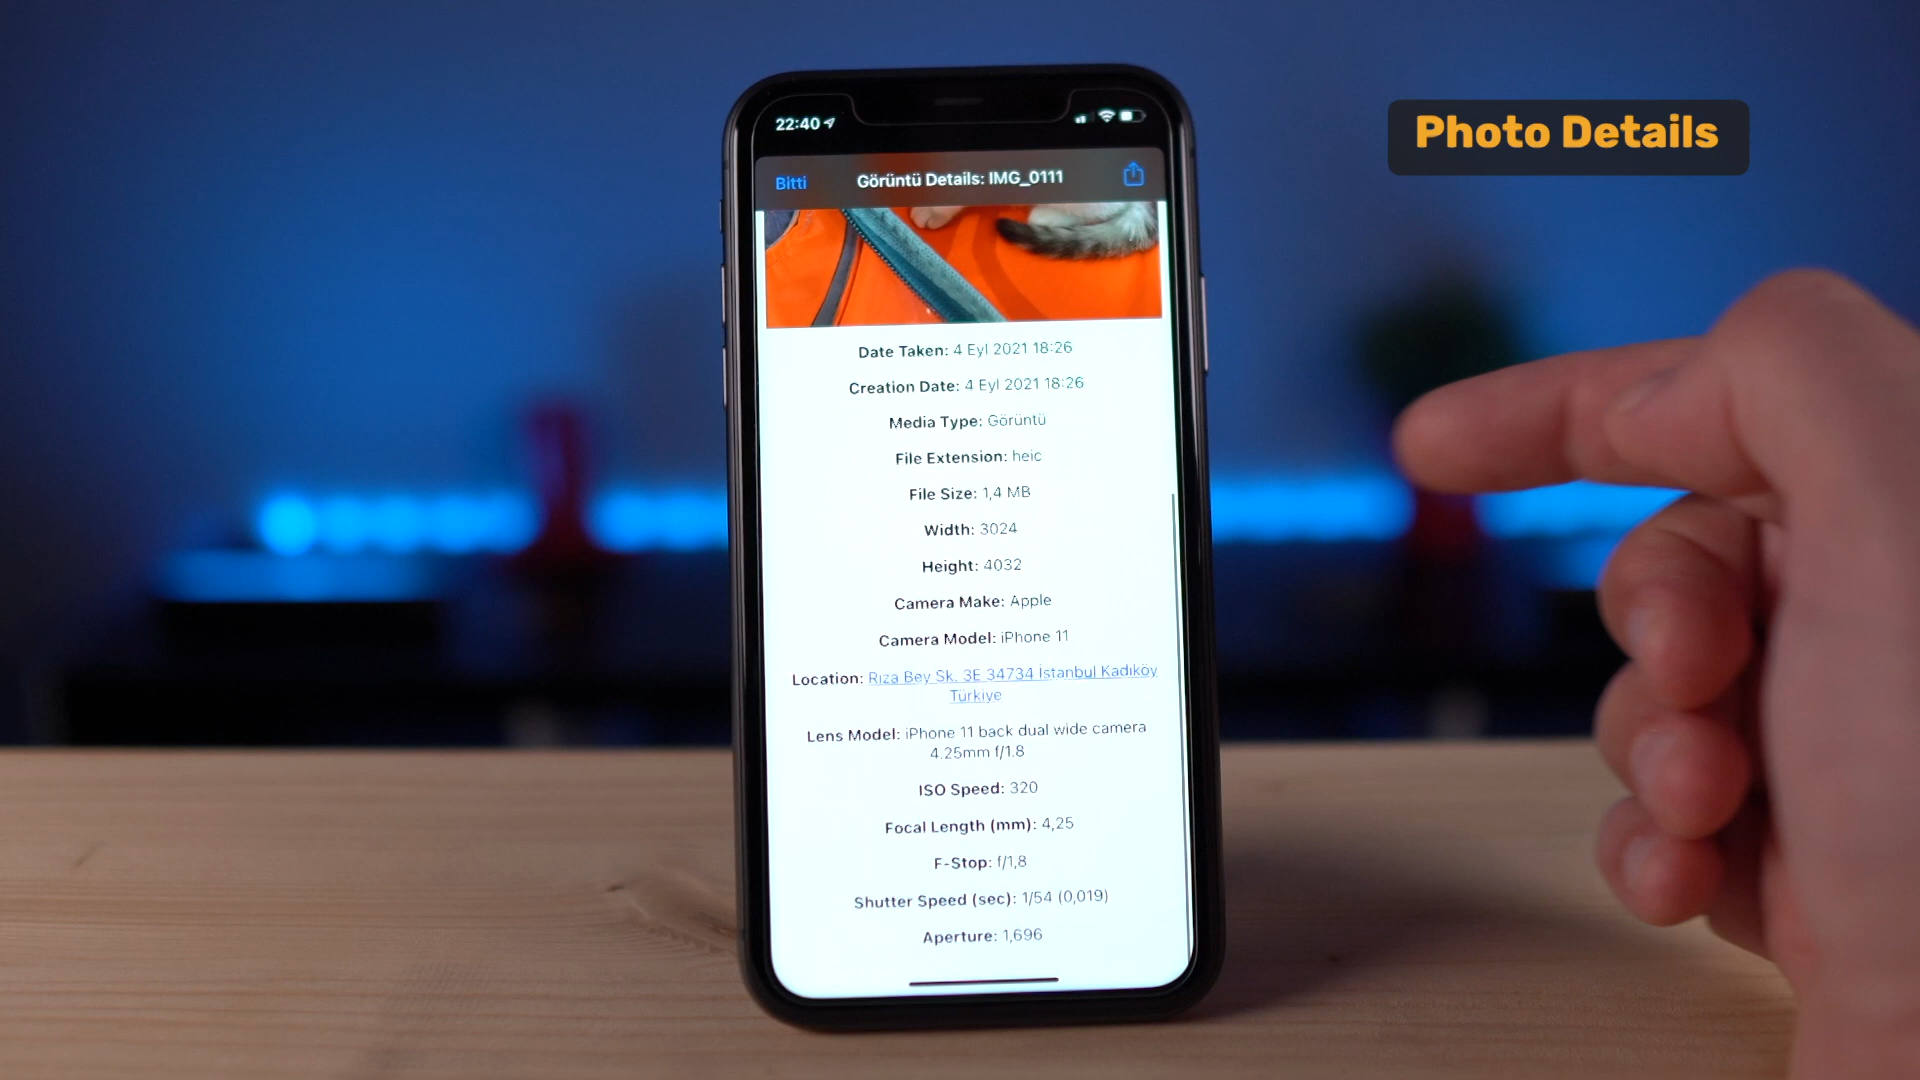 Photo Details
22:40
Bitti
Görüntü Details: IMG_0111
Date Taken: 4 Eyl 2021 18:26
Creation Date: 4 Eyl 2021 18:26
Media Type: Görüntü
File Extension: heic
File Size: 1,4 MB
Width: 3024
Height: 4032
Camera Make: Apple
Camera Model: iPhone 11
Location: Rıza Bey Sk. 3E 34734 İstanbul Kadıköy
Türkiye
Lens Model: iPhone 11 back dual wide camera
4.25mm f/1.8
ISO Speed: 320
Focal Length (mm): 4,25
F-Stop: f/1,8
Shutter Speed (sec): 1/54 (0,019)
Aperture: 1,696